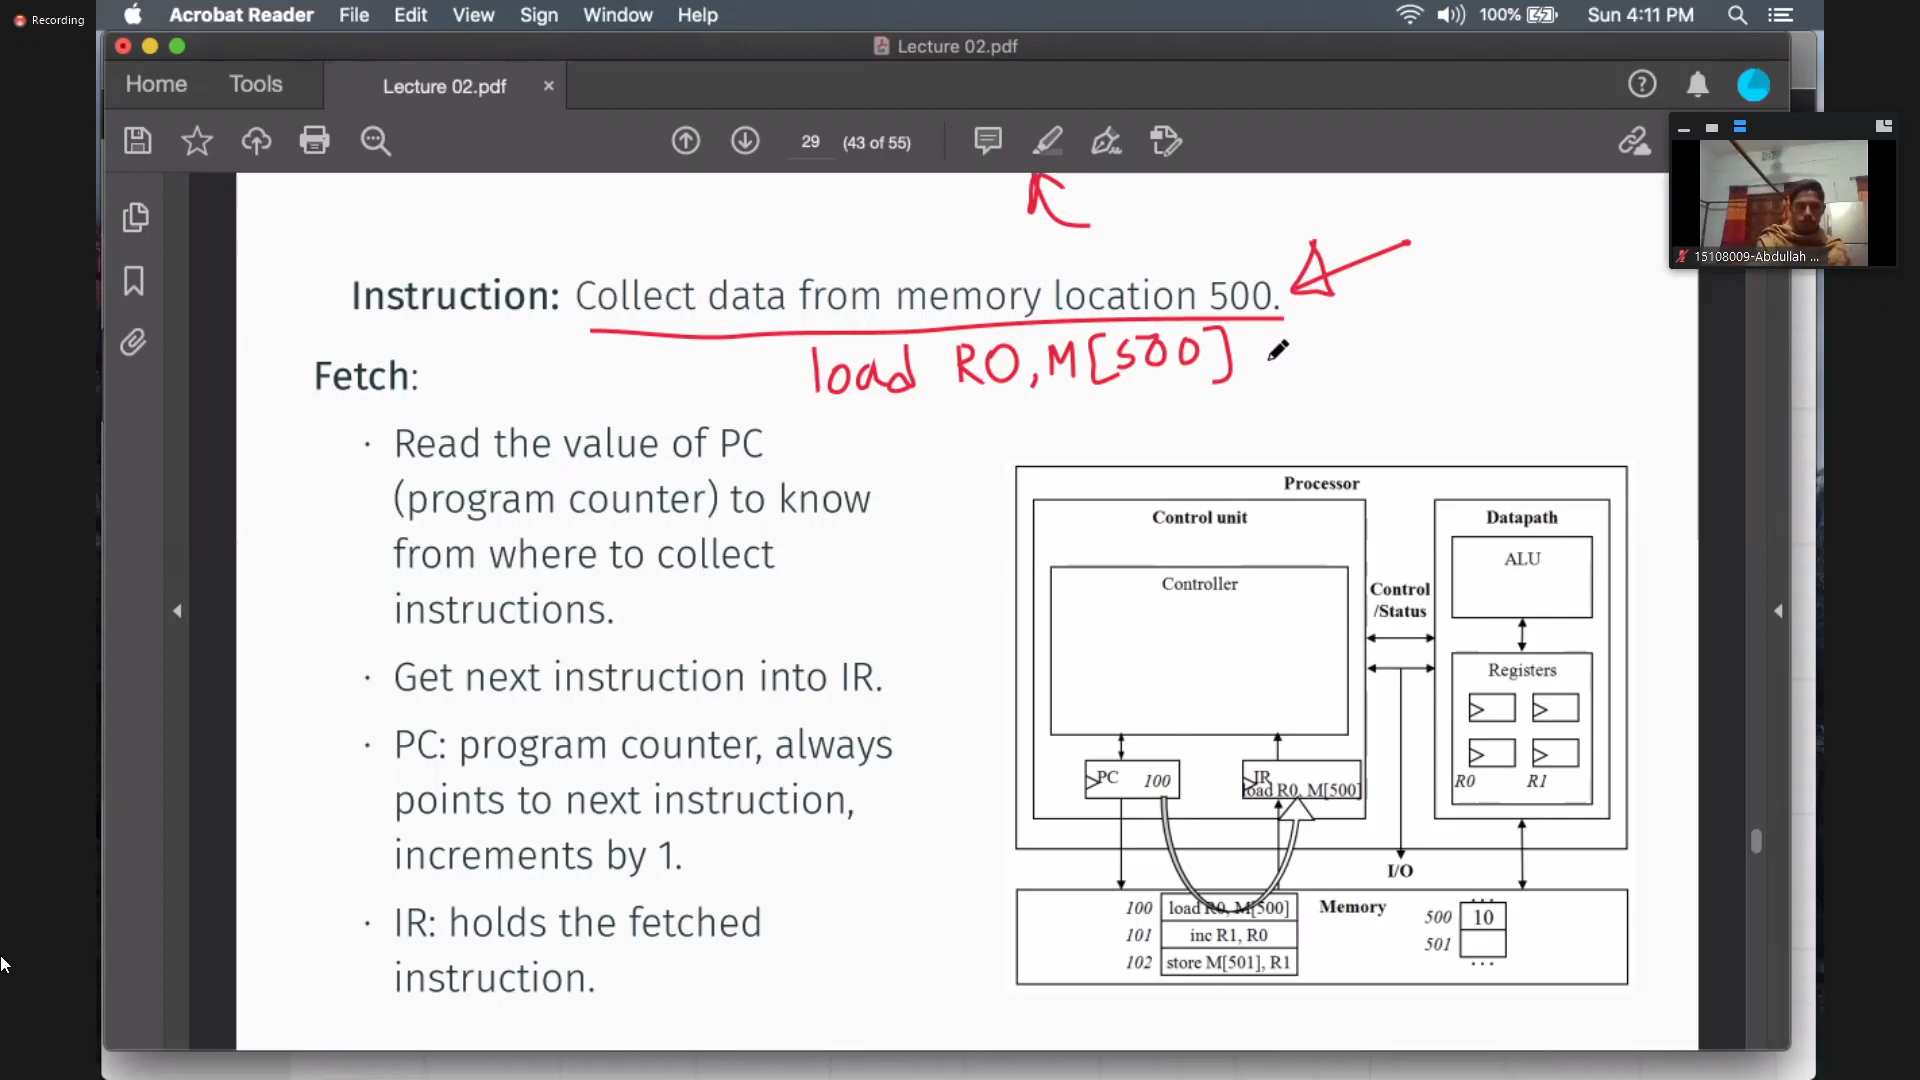 Recording
Acrobat Reader File Edit View Sign Window Help 100% Sun 4:11 PM
Lecture 02.pdf
Home Tools Lecture 02.pdf ×
29 (43 of 55)
15108009-Abdullah ...
Instruction: Collect data from memory location 500.
load R0, M[500]
Fetch:
· Read the value of PC
(program counter) to know
from where to collect
instructions.
· Get next instruction into IR.
· PC: program counter, always
points to next instruction,
increments by 1.
· IR: holds the fetched
instruction.
Processor
Control unit
Datapath
Controller
ALU
Control
/Status
Registers
PC 100
IR
load R0, M[500]
R0 R1
I/O
Memory
100 load R0, M[500]
101 inc R1, R0
102 store M[501], R1
...
500 10
501
...